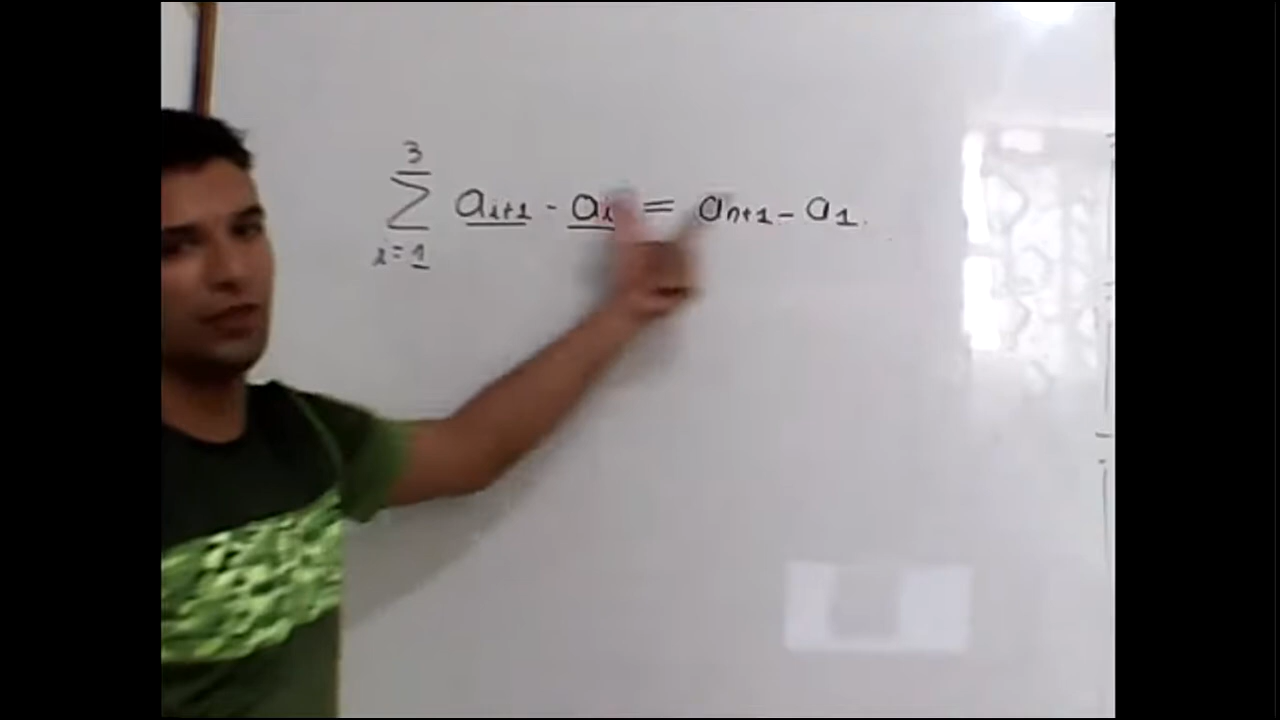 3
∑ a_{i+1} - a_i = a_{n+1} - a_1.
i=1